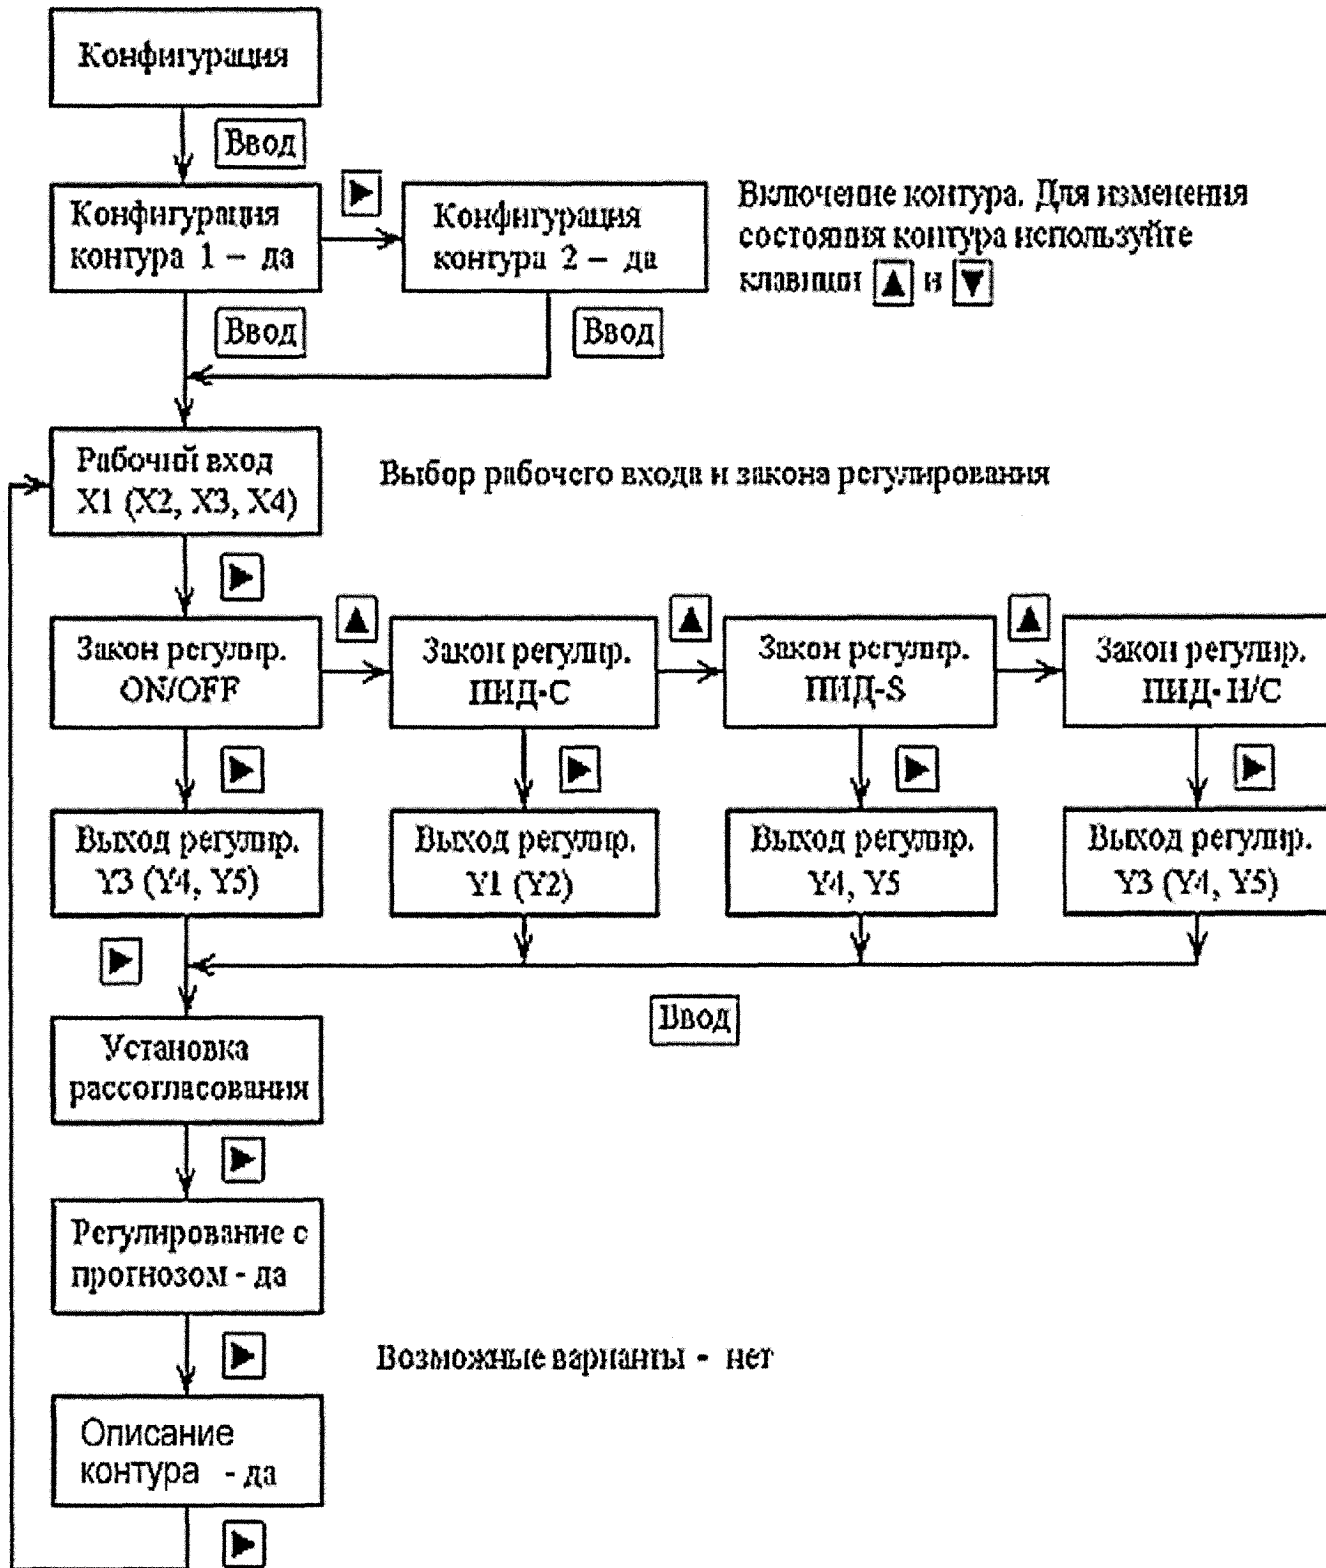 Конфигурация
Ввод
Конфигурация
контура 1 – да
Конфигурация
контура 2 – да
Включение контура. Для изменения
состояния контура используйте
клавиши ▲ и ▼
Ввод
Ввод
Рабочий вход
X1 (X2, X3, X4)
Выбор рабочего входа и закона регулирования
Закон регулир.
ON/OFF
Закон регулир.
ПИД-С
Закон регулир.
ПИД-S
Закон регулир.
ПИД- Н/С
Выход регулир.
Y3 (Y4, Y5)
Выход регулир.
Y1 (Y2)
Выход регулир.
Y4, Y5
Выход регулир.
Y3 (Y4, Y5)
Ввод
Установка
рассогласования
Регулирование с
прогнозом - да
Возможные варианты - нет
Описание
контура - да